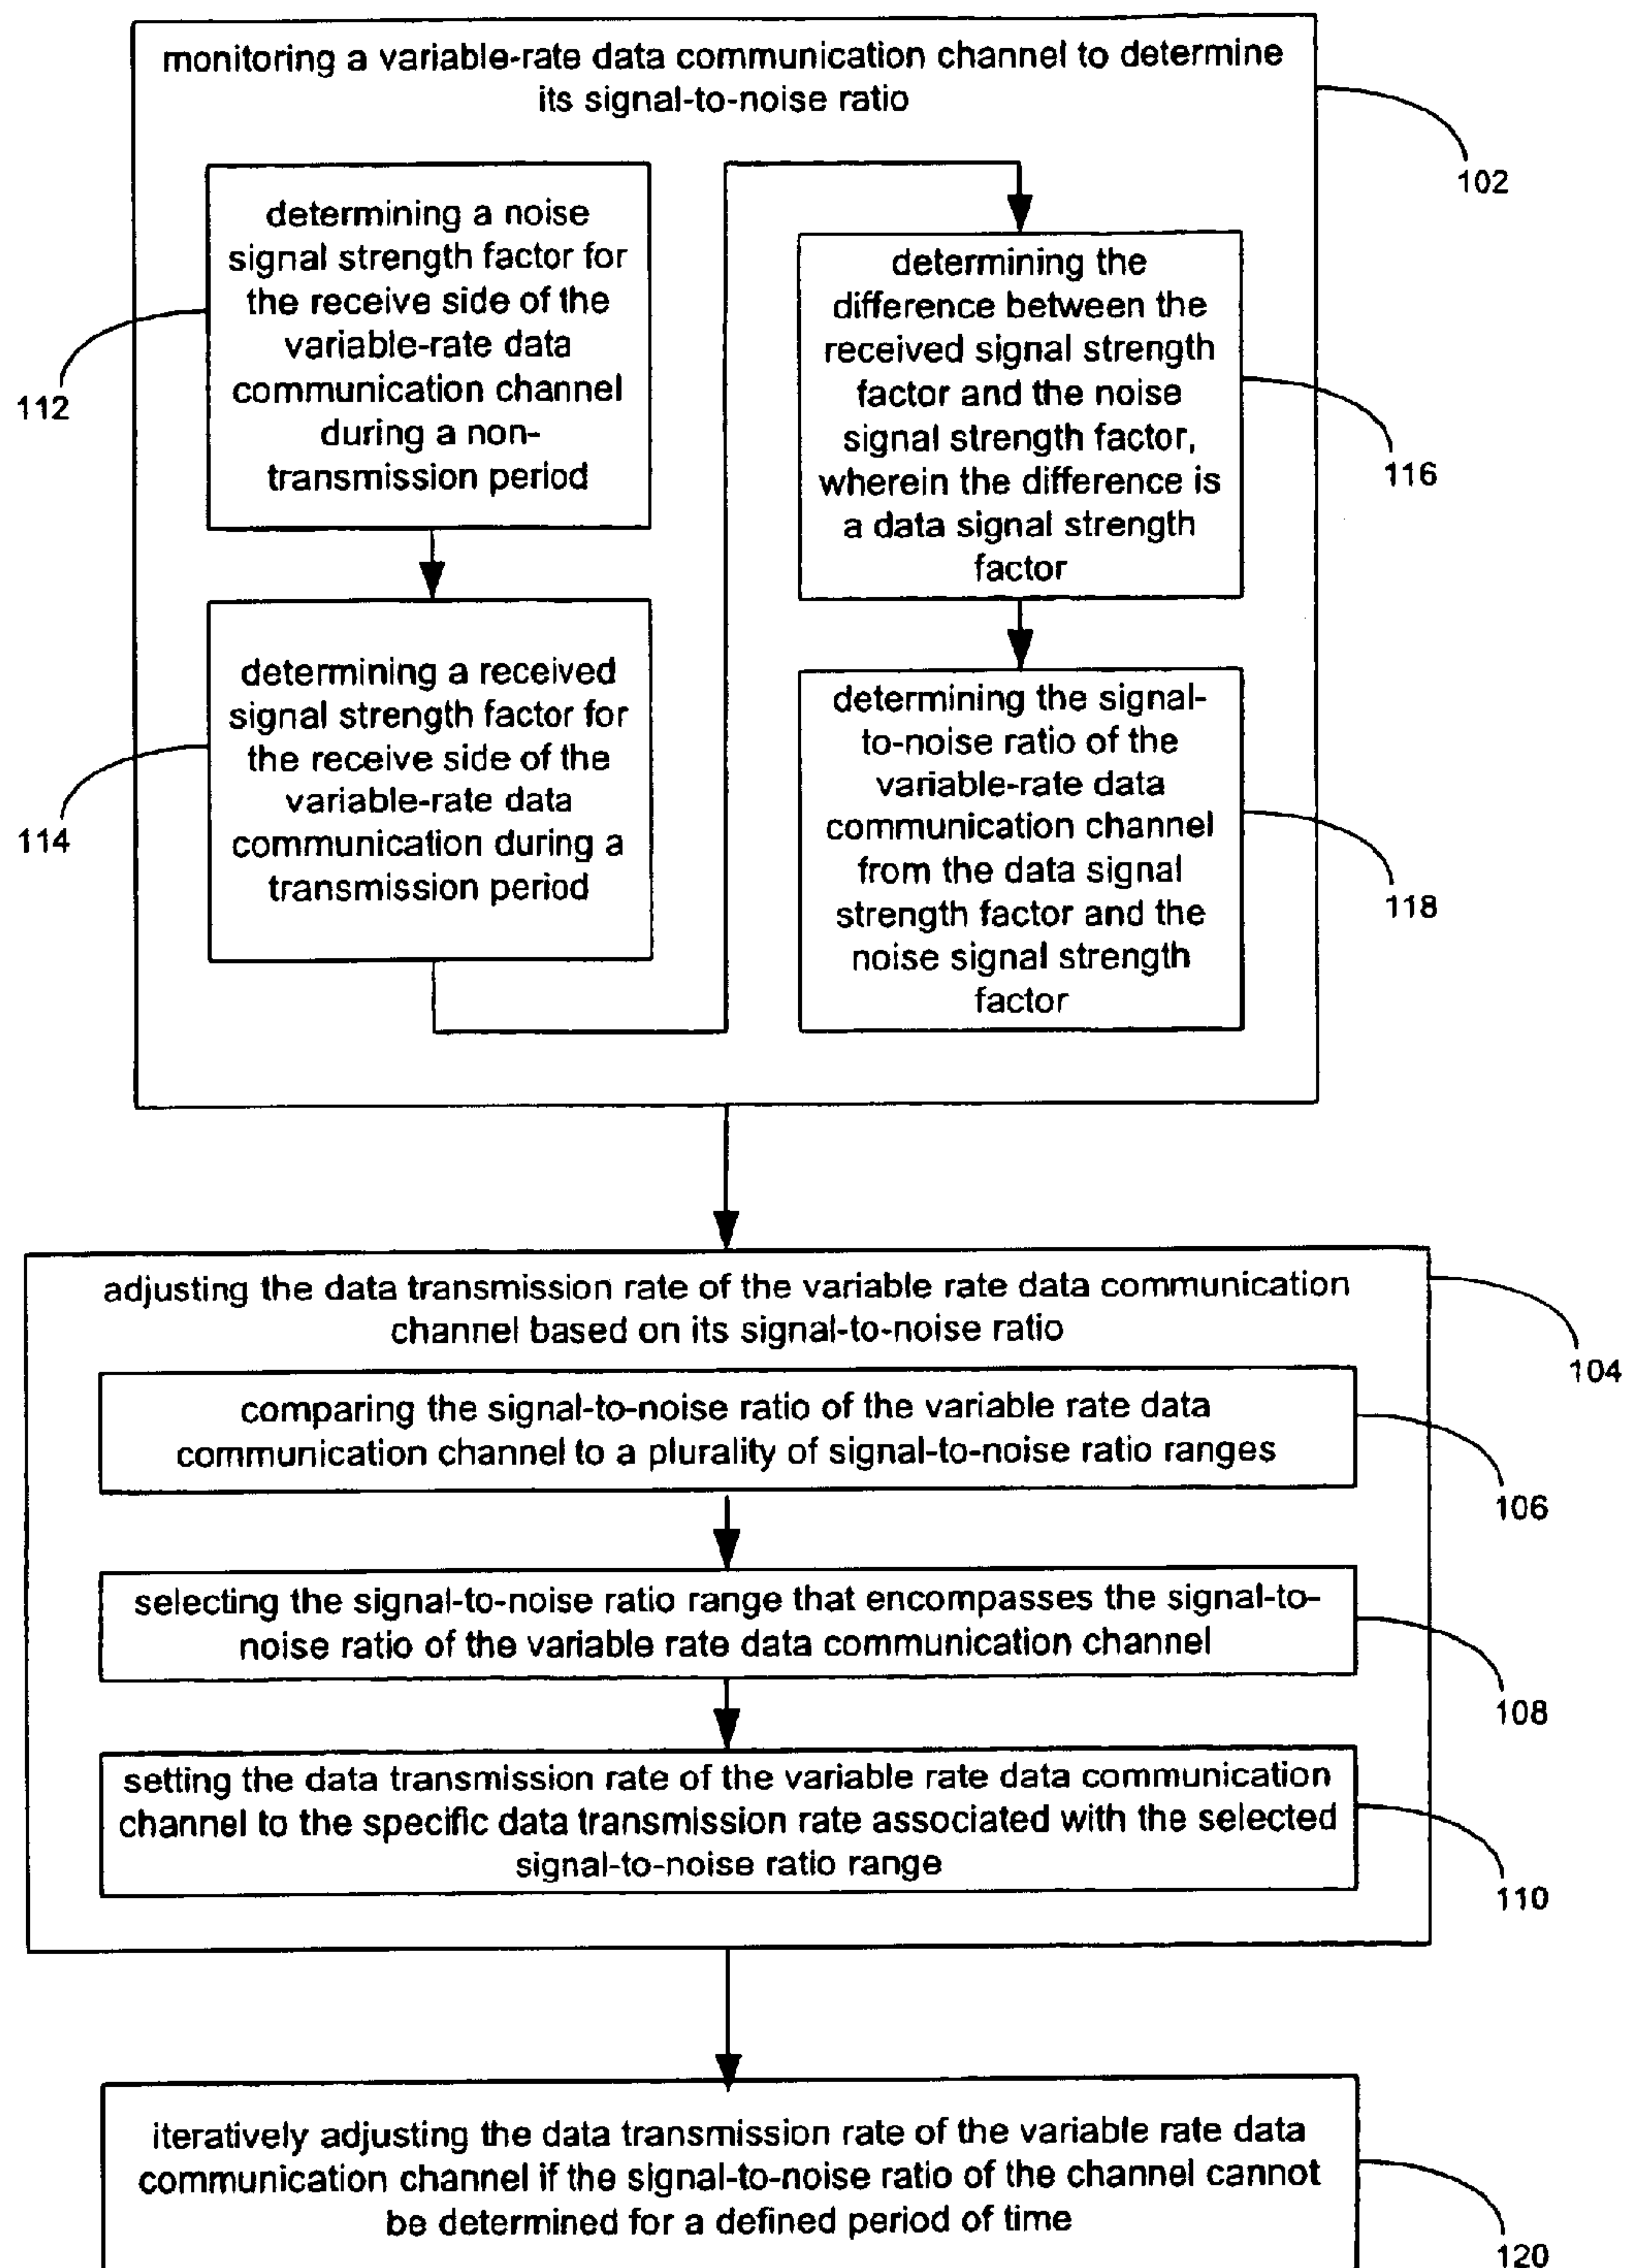 monitoring a variable-rate data communication channel to determine
its signal-to-noise ratio
102
determining a noise
signal strength factor for
the receive side of the
variable-rate data
communication channel
during a non-
transmission period
112
determining a received
signal strength factor for
the receive side of the
variable-rate data
communication during a
transmission period
114
determining the
difference between the
received signal strength
factor and the noise
signal strength factor,
wherein the difference is
a data signal strength
factor
116
determining the signal-
to-noise ratio of the
variable-rate data
communication channel
from the data signal
strength factor and the
noise signal strength
factor
118
adjusting the data transmission rate of the variable rate data communication
channel based on its signal-to-noise ratio
104
comparing the signal-to-noise ratio of the variable rate data
communication channel to a plurality of signal-to-noise ratio ranges
106
selecting the signal-to-noise ratio range that encompasses the signal-to-
noise ratio of the variable rate data communication channel
108
setting the data transmission rate of the variable rate data communication
channel to the specific data transmission rate associated with the selected
signal-to-noise ratio range
110
iteratively adjusting the data transmission rate of the variable rate data
communication channel if the signal-to-noise ratio of the channel cannot
be determined for a defined period of time
120